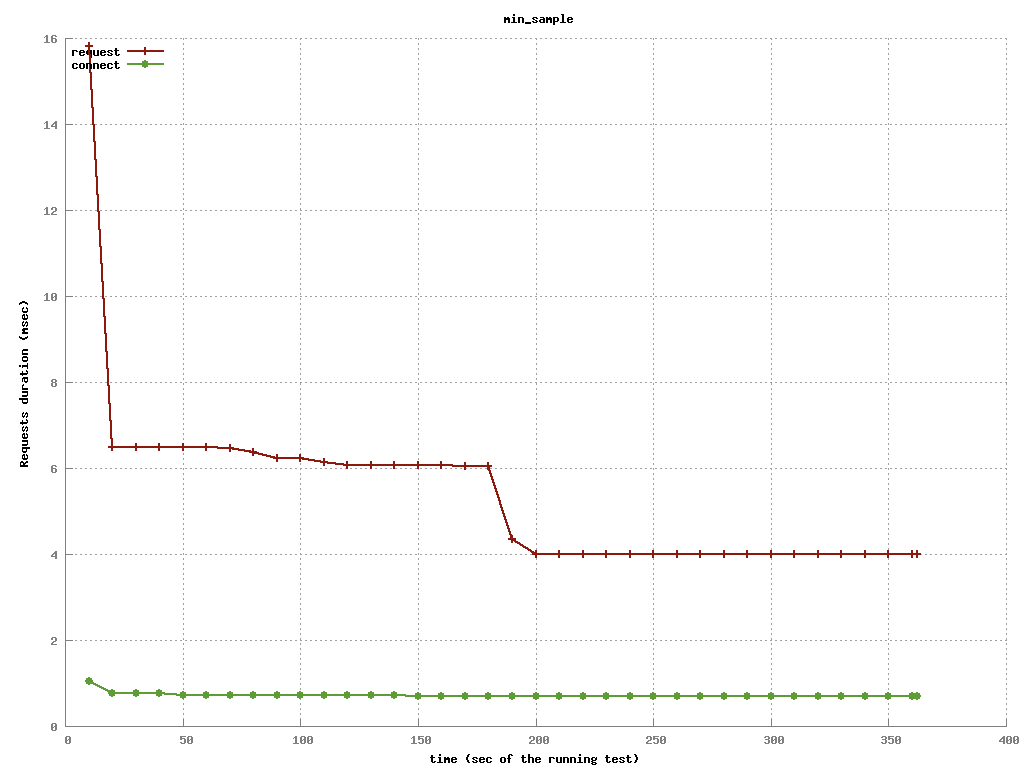 min_sample
request
connect
16
14
12
10
8
6
4
2
0
Requests duration (msec)
0 50 100 150 200 250 300 350 400
time (sec of the running test)